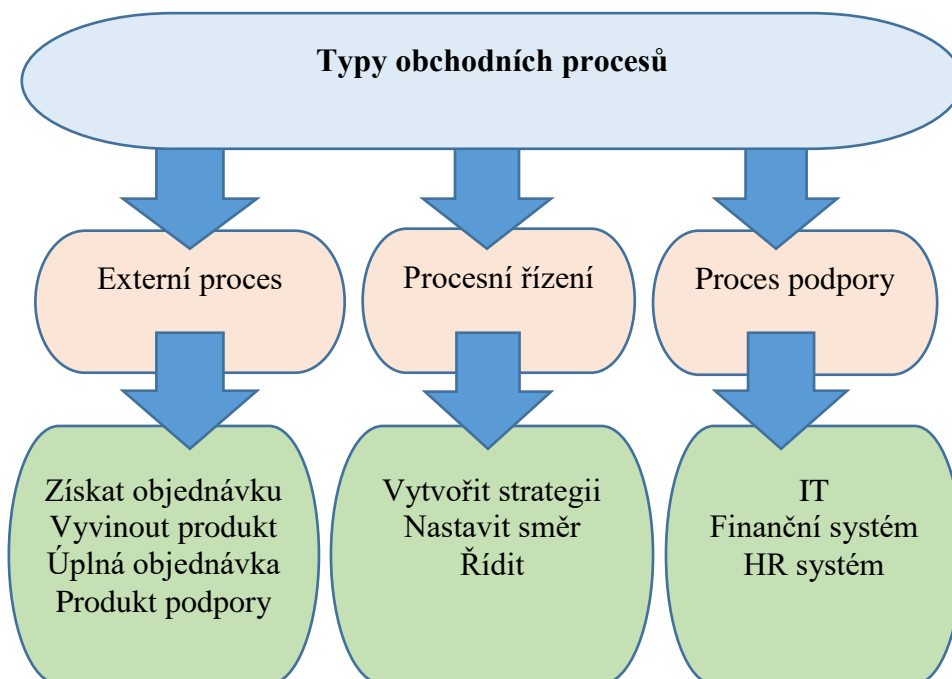 Typy obchodních procesů
Externí proces
Procesní řízení
Proces podpory
Získat objednávku
Vyvinout produkt
Úplná objednávka
Produkt podpory
Vytvořit strategii
Nastavit směr
Řídit
IT
Finanční systém
HR systém